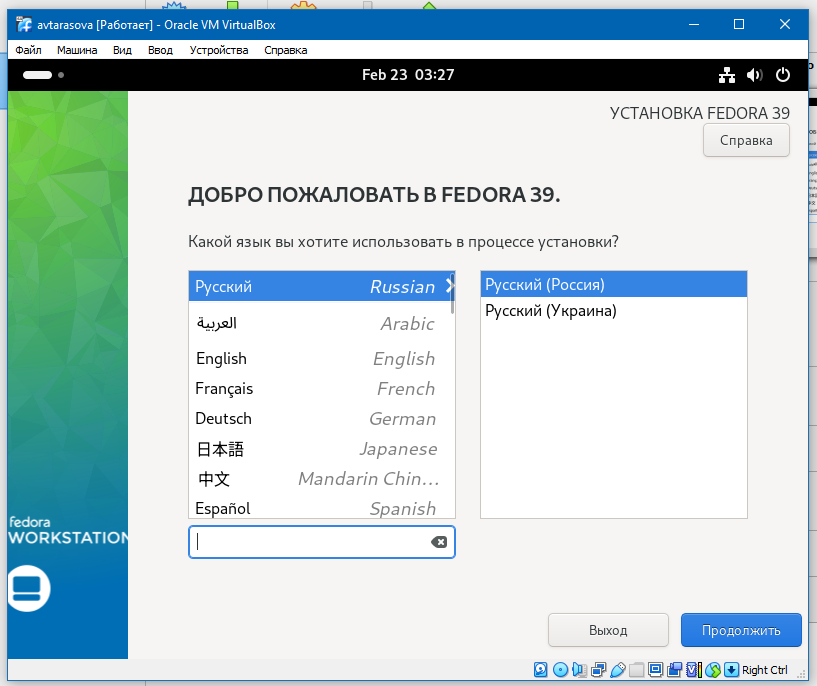 avtarasova [Работает] - Oracle VM VirtualBox
Файл Машина Вид Ввод Устройства Справка
Feb 23 03:27
УСТАНОВКА FEDORA 39
Справка
ДОБРО ПОЖАЛОВАТЬ В FEDORA 39.
Какой язык вы хотите использовать в процессе установки?
Русский Russian
العربية Arabic
English English
Français French
Deutsch German
日本語 Japanese
中文 Mandarin Chin...
Español Spanish
Русский (Россия)
Русский (Украина)
fedora
WORKSTATION
Выход
Продолжить
Right Ctrl